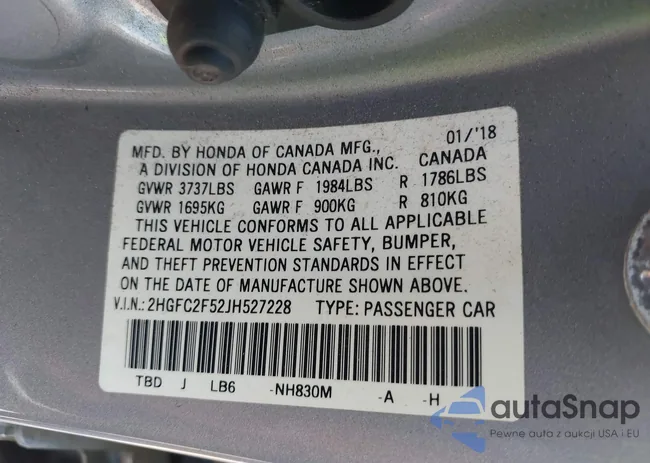 MFD. BY HONDA OF CANADA MFG., 01/'18
A DIVISION OF HONDA CANADA INC. CANADA
GVWR 3737LBS GAWR F 1984LBS R 1786LBS
GVWR 1695KG GAWR F 900KG R 810KG
THIS VEHICLE CONFORMS TO ALL APPLICABLE
FEDERAL MOTOR VEHICLE SAFETY, BUMPER,
AND THEFT PREVENTION STANDARDS IN EFFECT
ON THE DATE OF MANUFACTURE SHOWN ABOVE.
V.I.N.: 2HGFC2F52JH527228 TYPE: PASSENGER CAR
TBD J LB6 -NH830M -A -H
autaSnap
Pewne auta z aukcji USA i EU